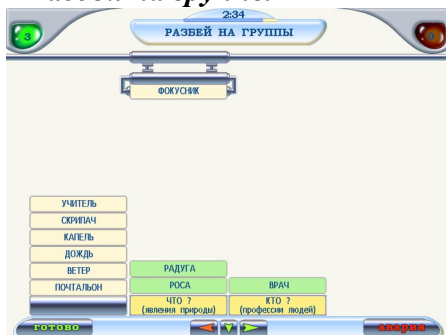 2:34
3
РАЗБЕЙ НА ГРУППЫ
0
ФОКУСНИК
УЧИТЕЛЬ
СКРИПАЧ
КАПЕЛЬ
ДОЖДЬ
ВЕТЕР
ПОЧТАЛЬОН
РАДУГА
РОСА
ВРАЧ
ЧТО ?
(явления природы)
КТО ?
(профессии людей)
ГОТОВО
авария